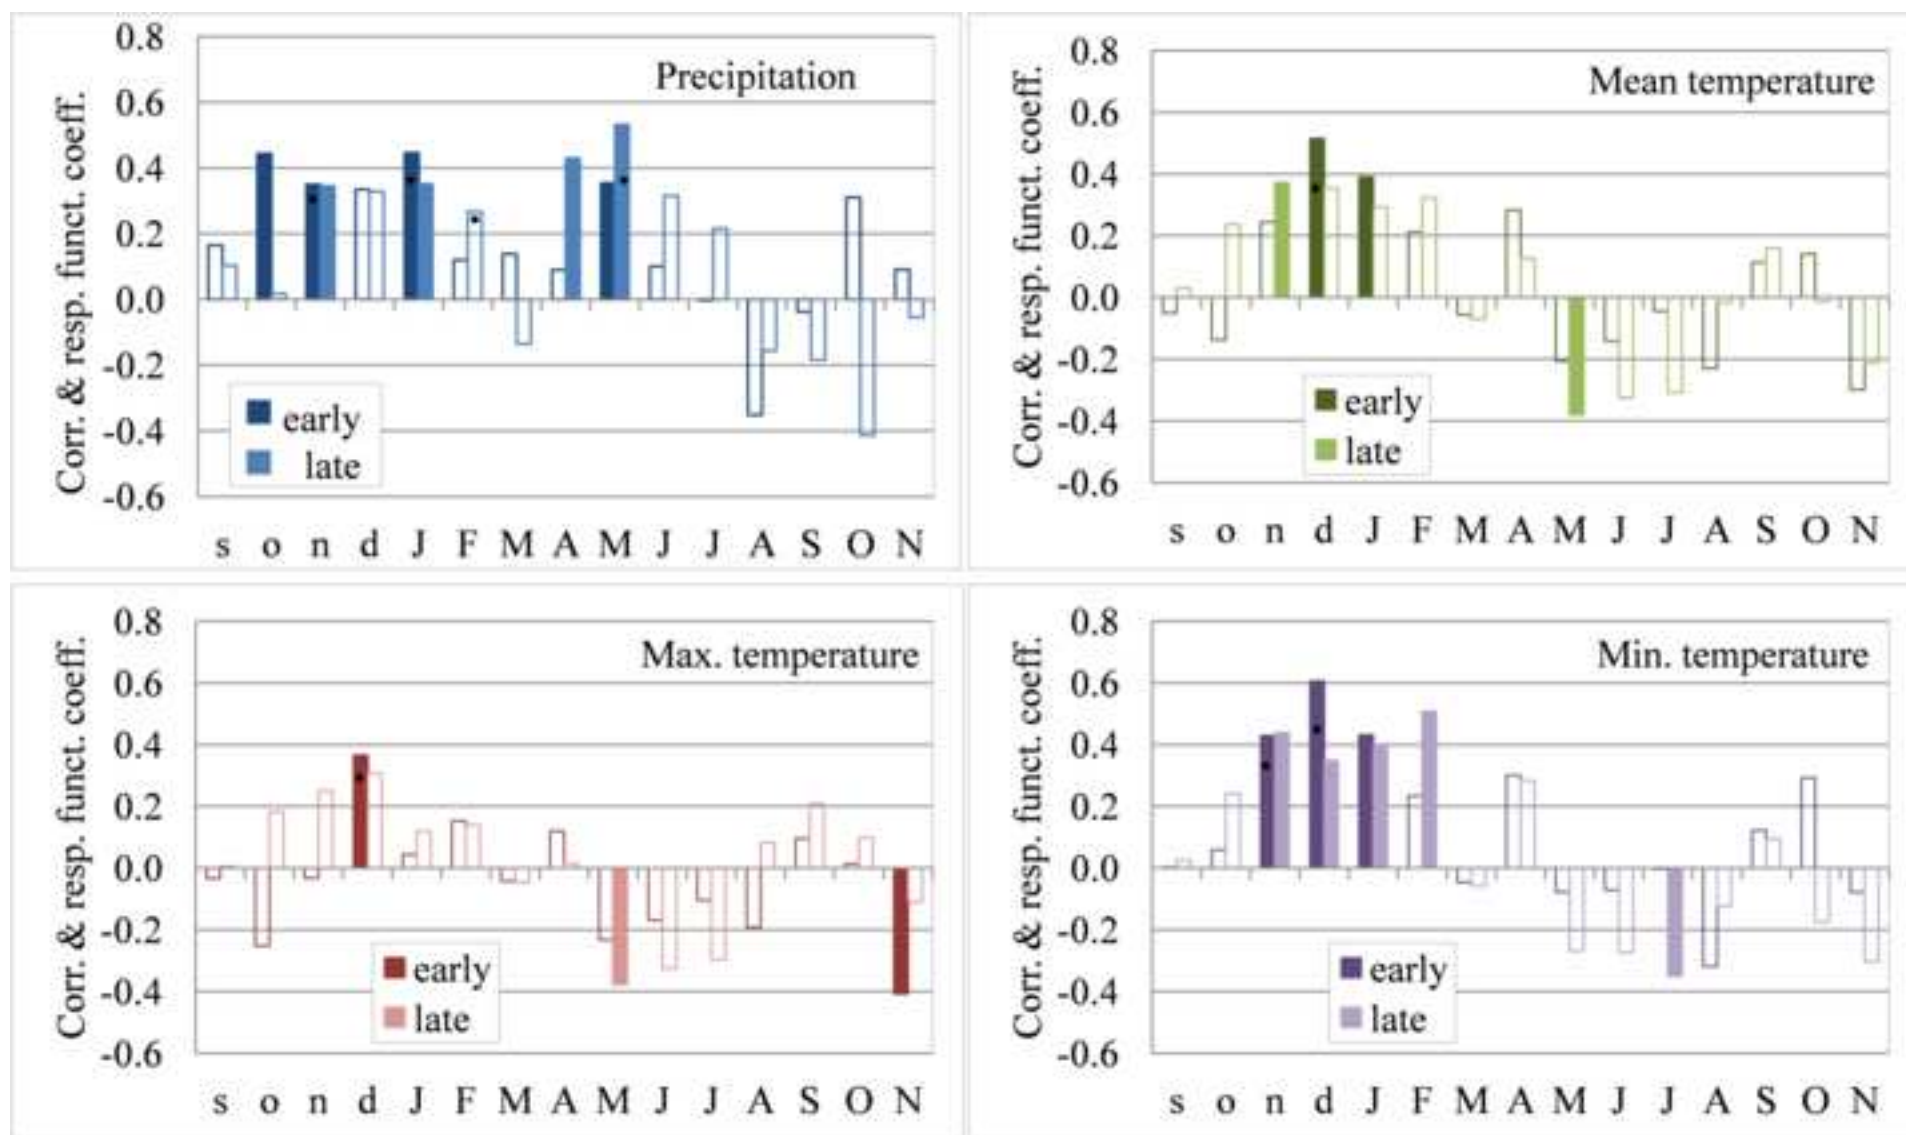 Precipitation
Corr. & resp. funct. coeff.
0.8
0.6
0.4
0.2
0.0
-0.2
-0.4
-0.6
early
late
s o n d J F M A M J J A S O N
Mean temperature
Corr. & resp. funct. coeff.
0.8
0.6
0.4
0.2
0.0
-0.2
-0.4
-0.6
early
late
s o n d J F M A M J J A S O N
Max. temperature
Corr. & resp. funct. coeff.
0.8
0.6
0.4
0.2
0.0
-0.2
-0.4
-0.6
early
late
s o n d J F M A M J J A S O N
Min. temperature
Corr. & resp. funct. coeff.
0.8
0.6
0.4
0.2
0.0
-0.2
-0.4
-0.6
early
late
s o n d J F M A M J J A S O N